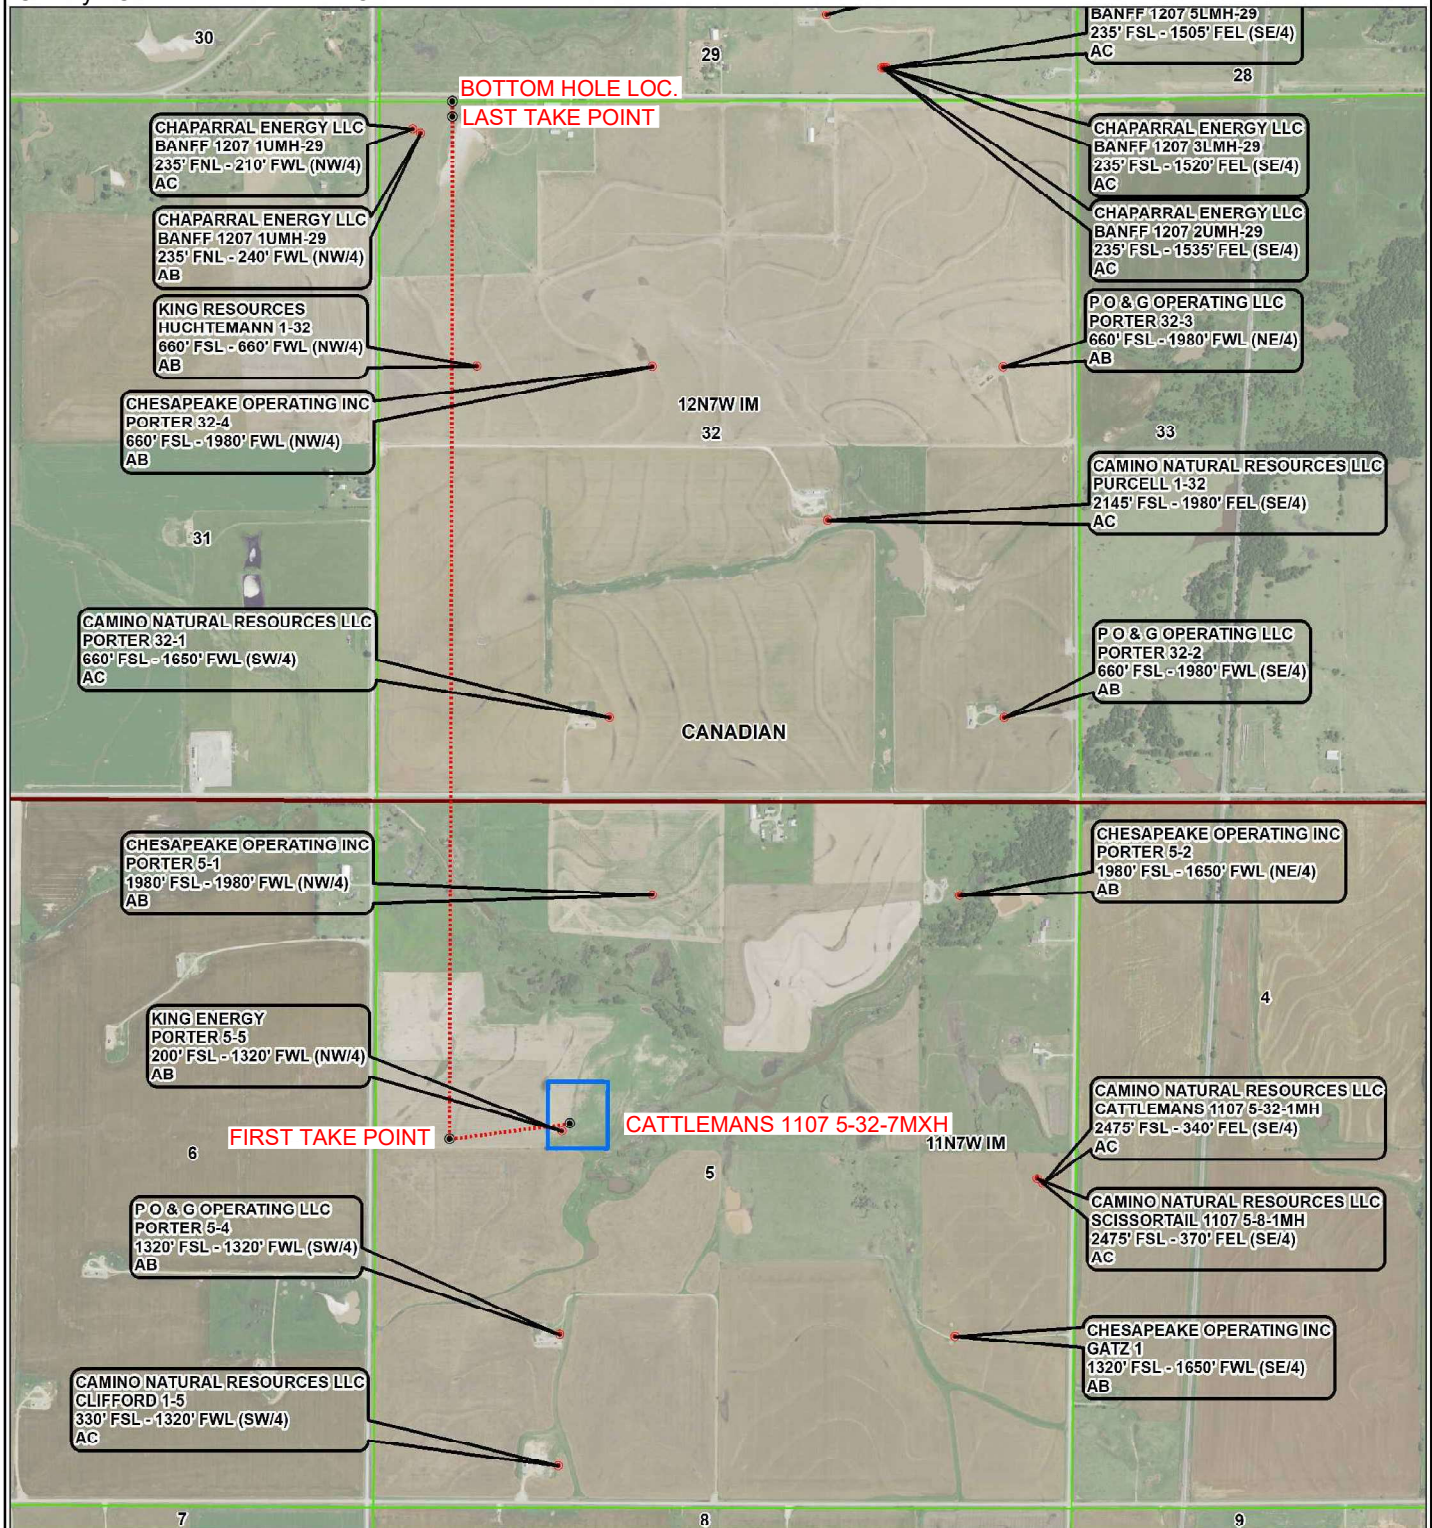 BANFF 1207 5LMH-29
235' FSL - 1505' FEL (SE/4)
AC
30
29
28
BOTTOM HOLE LOC.
LAST TAKE POINT
CHAPARRAL ENERGY LLC
BANFF 1207 1UMH-29
235' FNL - 210' FWL (NW/4)
AC
CHAPARRAL ENERGY LLC
BANFF 1207 3LMH-29
235' FSL - 1520' FEL (SE/4)
AC
CHAPARRAL ENERGY LLC
BANFF 1207 1UMH-29
235' FNL - 240' FWL (NW/4)
AB
CHAPARRAL ENERGY LLC
BANFF 1207 2UMH-29
235' FSL - 1535' FEL (SE/4)
AC
KING RESOURCES
HUCHTEMANN 1-32
660' FSL - 660' FWL (NW/4)
AB
P O & G OPERATING LLC
PORTER 32-3
660' FSL - 1980' FWL (NE/4)
AB
CHESAPEAKE OPERATING INC
PORTER 32-4
660' FSL - 1980' FWL (NW/4)
AB
12N7W IM
32
33
CAMINO NATURAL RESOURCES LLC
PURCELL 1-32
2145' FSL - 1980' FEL (SE/4)
AC
31
CAMINO NATURAL RESOURCES LLC
PORTER 32-1
660' FSL - 1650' FWL (SW/4)
AC
P O & G OPERATING LLC
PORTER 32-2
660' FSL - 1980' FWL (SE/4)
AB
CANADIAN
CHESAPEAKE OPERATING INC
PORTER 5-1
1980' FSL - 1980' FWL (NW/4)
AB
CHESAPEAKE OPERATING INC
PORTER 5-2
1980' FSL - 1650' FWL (NE/4)
AB
4
KING ENERGY
PORTER 5-5
200' FSL - 1320' FWL (NW/4)
AB
CAMINO NATURAL RESOURCES LLC
CATTLEMANS 1107 5-32-1MH
2475' FSL - 340' FEL (SE/4)
AC
FIRST TAKE POINT
CATTLEMANS 1107 5-32-7MXH
11N7W IM
6
5
CAMINO NATURAL RESOURCES LLC
SCISSORTAIL 1107 5-8-1MH
2475' FSL - 370' FEL (SE/4)
AC
P O & G OPERATING LLC
PORTER 5-4
1320' FSL - 1320' FWL (SW/4)
AB
CHESAPEAKE OPERATING INC
GATZ 1
1320' FSL - 1650' FWL (SE/4)
AB
CAMINO NATURAL RESOURCES LLC
CLIFFORD 1-5
330' FSL - 1320' FWL (SW/4)
AC
7
8
9